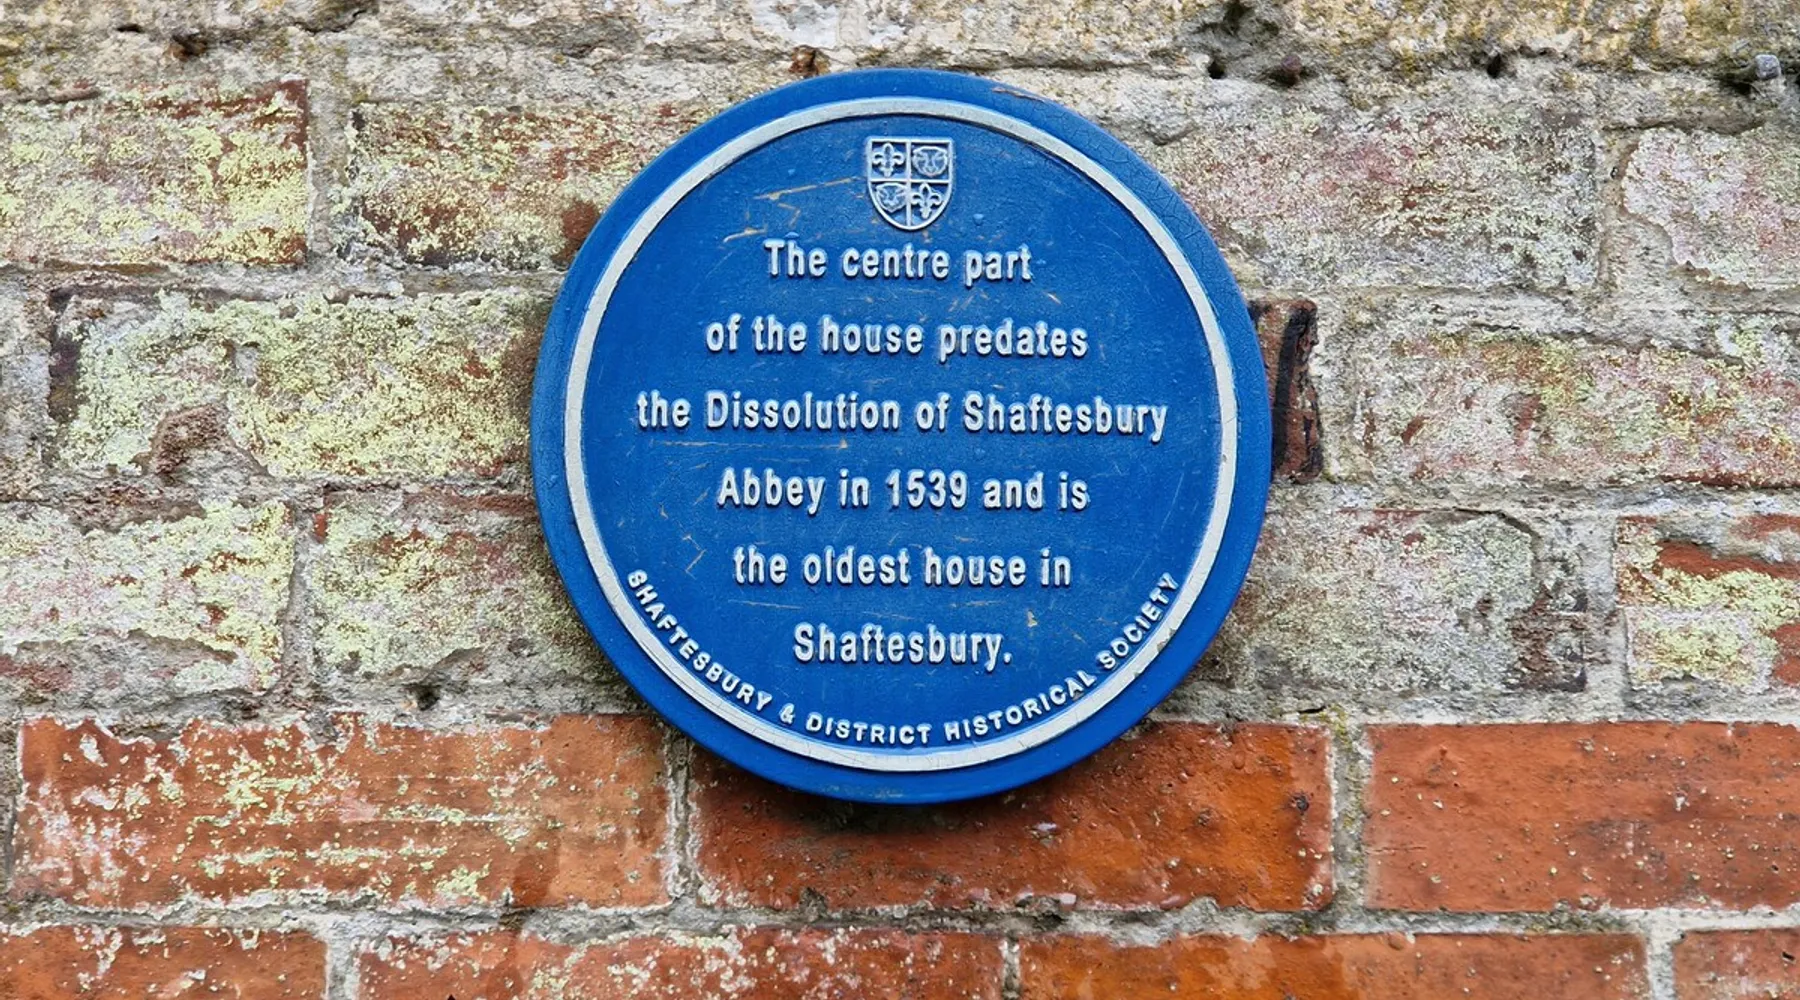 The centre part
of the house predates
the Dissolution of Shaftesbury
Abbey in 1539 and is
the oldest house in
Shaftesbury.
SHAFTESBURY & DISTRICT HISTORICAL SOCIETY